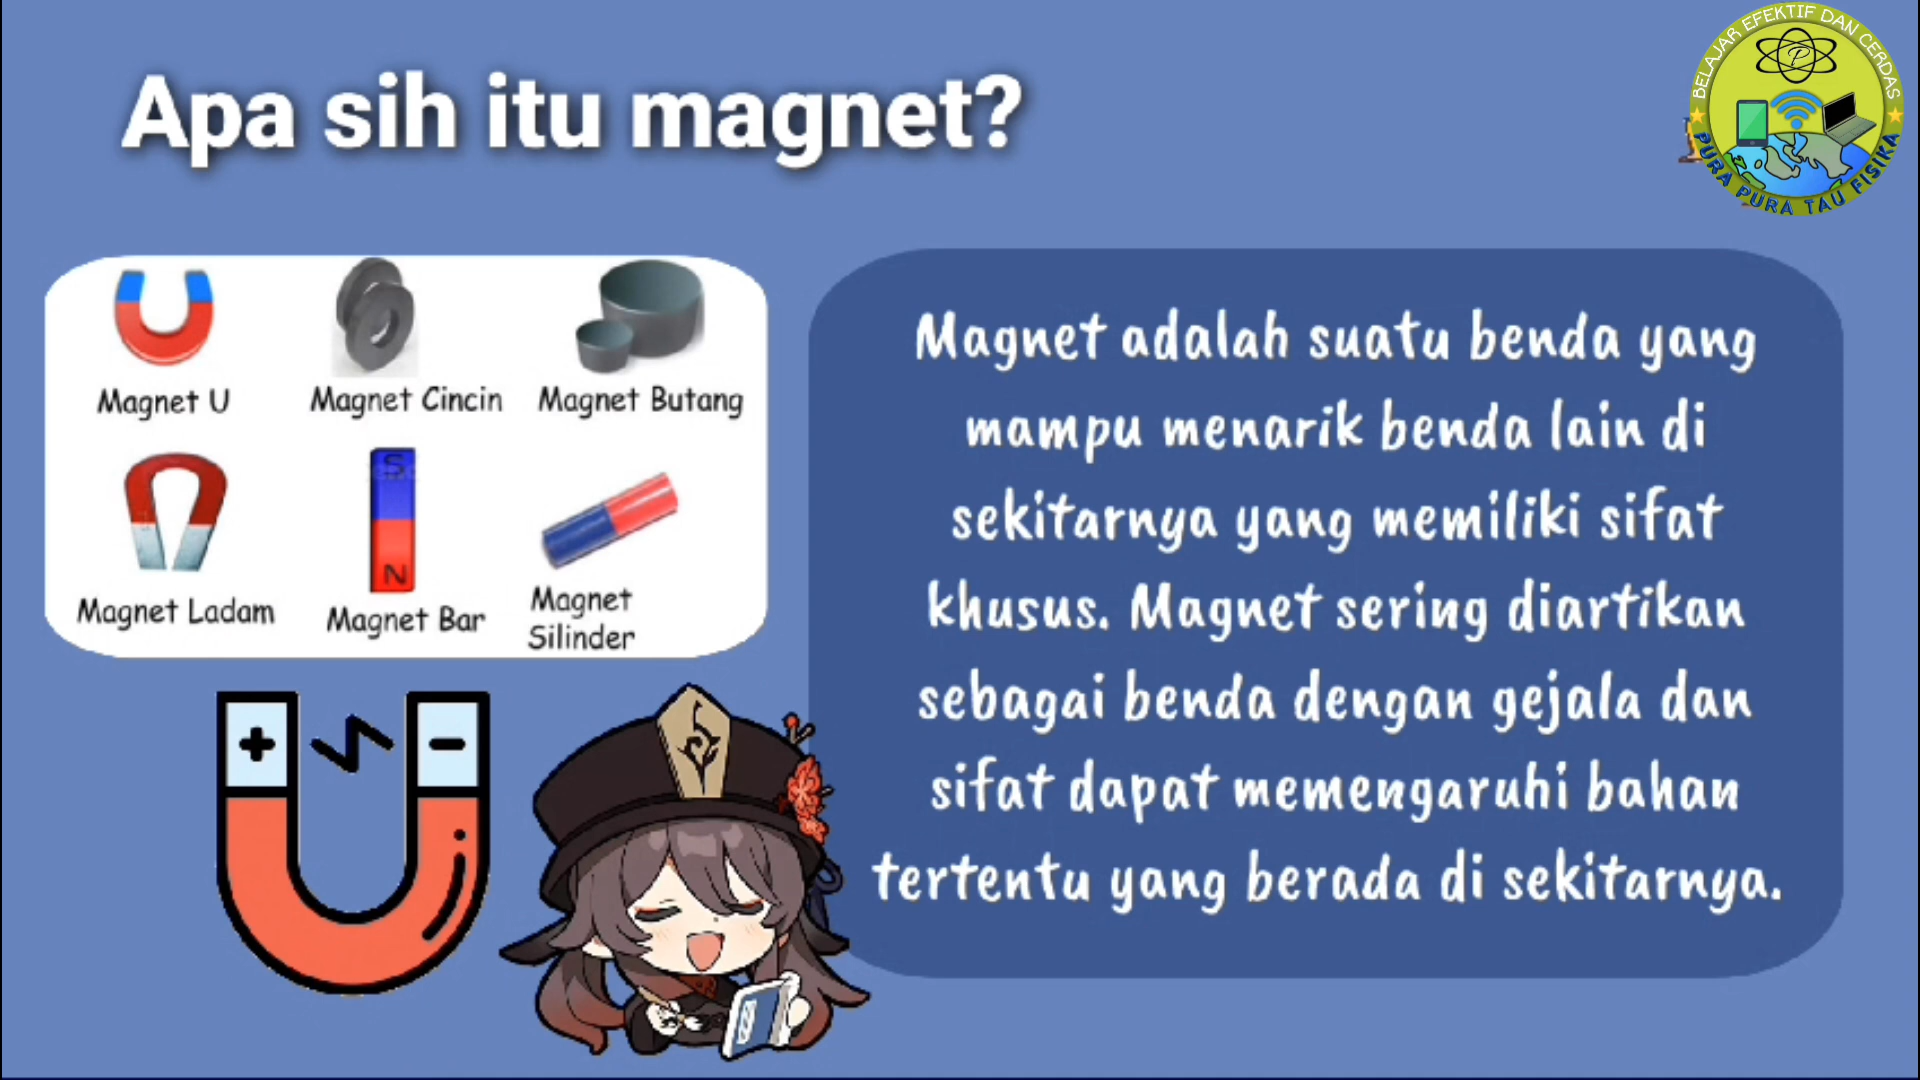 Apa sih itu magnet?
BELAJAR EFEKTIF DAN CERDAS
P
PURA PURA TAU FISIKA
Magnet U
Magnet Cincin
Magnet Butang
S
N
Magnet Ladam
Magnet Bar
Magnet
Silinder
+
-
Magnet adalah suatu benda yang
mampu menarik benda lain di
sekitarnya yang memiliki sifat
khusus. Magnet sering diartikan
sebagai benda dengan gejala dan
sifat dapat memengaruhi bahan
tertentu yang berada di sekitarnya.